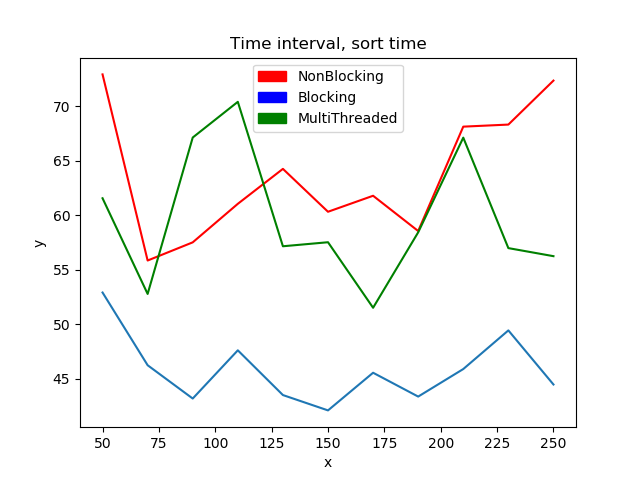 Time interval, sort time
NonBlocking
Blocking
MultiThreaded
y
70
65
60
55
50
45
50 75 100 125 150 175 200 225 250
x